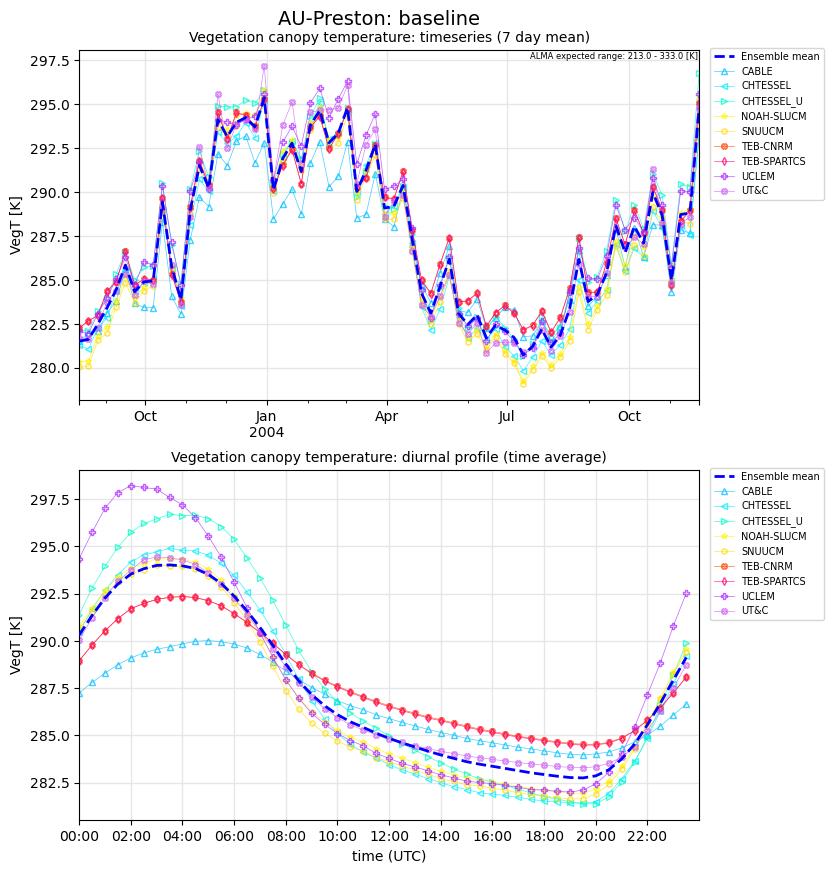 AU-Preston: baseline
Vegetation canopy temperature: timeseries (7 day mean)
ALMA expected range: 213.0 - 333.0 [K]
VegT [K]
297.5
295.0
292.5
290.0
287.5
285.0
282.5
280.0
Oct
Jan
2004
Apr
Jul
Oct
Ensemble mean
CABLE
CHTESSEL
CHTESSEL_U
NOAH-SLUCM
SNUUCM
TEB-CNRM
TEB-SPARTCS
UCLEM
UT&C
Vegetation canopy temperature: diurnal profile (time average)
VegT [K]
297.5
295.0
292.5
290.0
287.5
285.0
282.5
00:00
02:00
04:00
06:00
08:00
10:00
12:00
14:00
16:00
18:00
20:00
22:00
time (UTC)
Ensemble mean
CABLE
CHTESSEL
CHTESSEL_U
NOAH-SLUCM
SNUUCM
TEB-CNRM
TEB-SPARTCS
UCLEM
UT&C